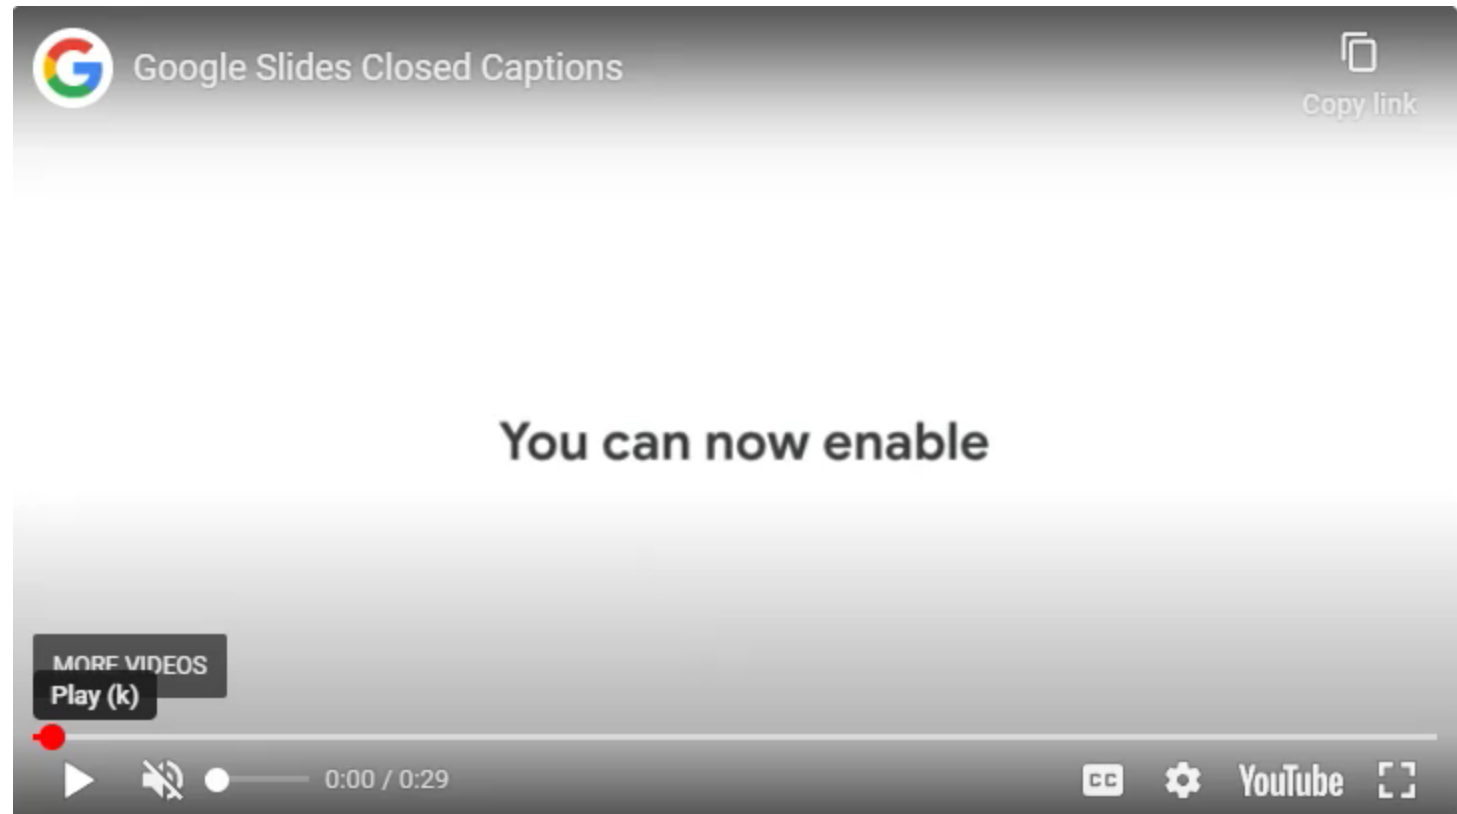 Google Slides Closed Captions
Copy link
You can now enable
MORE VIDEOS
Play (k)
0:00 / 0:29
CC
YouTube